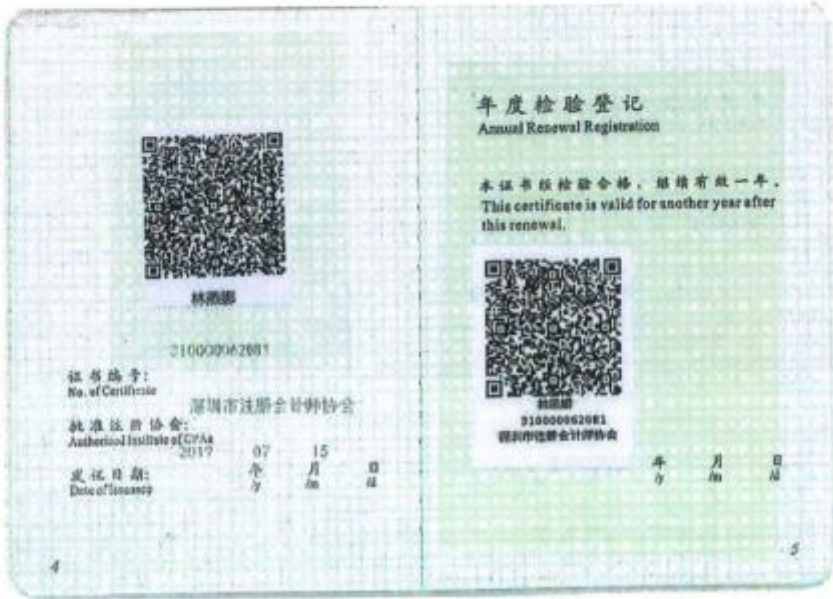 310000062081
证书编号:
No. of Certificate
深圳市注册会计师协会
批准注册协会:
Authorized Institute of CPAs
2017 07 15
发证日期: 年 月 日
Date of Issuance /y /m /d
4
年度检验登记
Annual Renewal Registration
本证书经检验合格，继续有效一年。
This certificate is valid for another year after
this renewal.
310000062081
深圳市注册会计师协会
年 月 日
/y /m /d
5